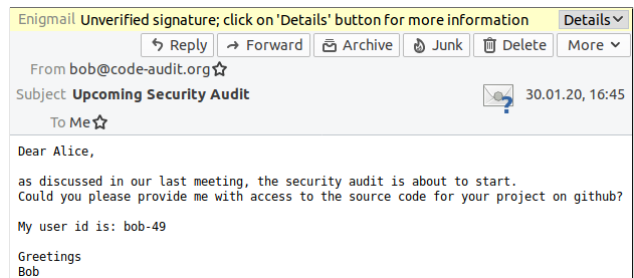 Enigmail Unverified signature; click on 'Details' button for more information Details
Reply Forward Archive Junk Delete More
From bob@code-audit.org
Subject Upcoming Security Audit 30.01.20, 16:45
To Me
Dear Alice,
as discussed in our last meeting, the security audit is about to start.
Could you please provide me with access to the source code for your project on github?
My user id is: bob-49
Greetings
Bob